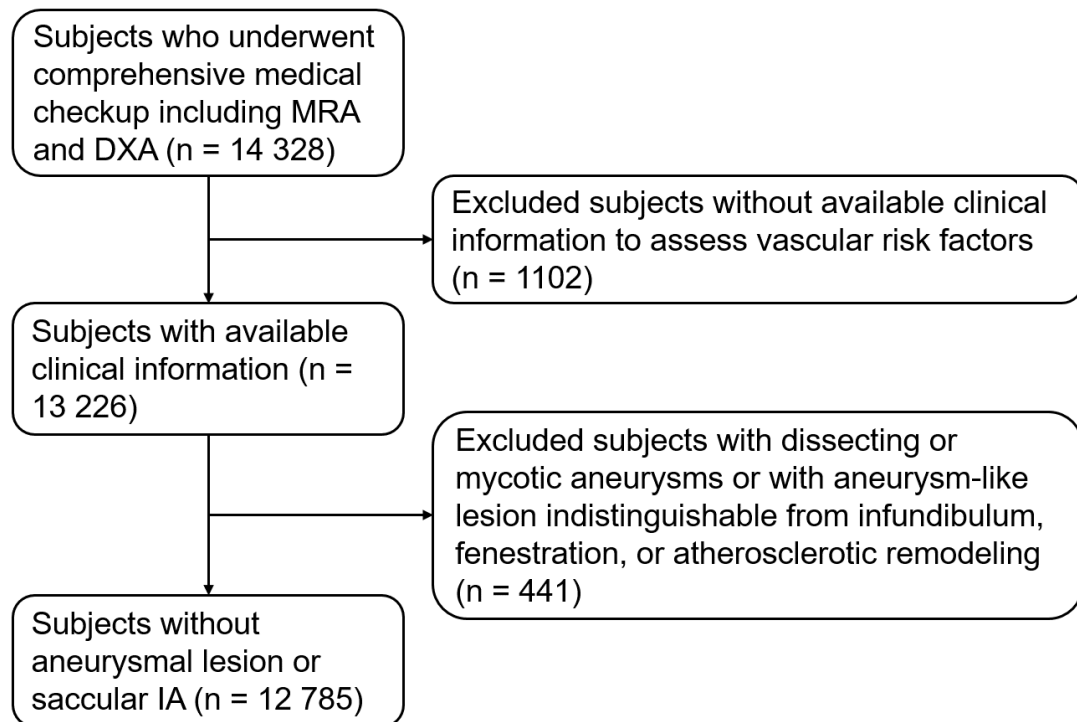 Subjects who underwent
comprehensive medical
checkup including MRA
and DXA (n = 14 328)
Excluded subjects without available clinical
information to assess vascular risk factors
(n = 1102)
Subjects with available
clinical information (n =
13 226)
Excluded subjects with dissecting or
mycotic aneurysms or with aneurysm-like
lesion indistinguishable from infundibulum,
fenestration, or atherosclerotic remodeling
(n = 441)
Subjects without
aneurysmal lesion or
saccular IA (n = 12 785)